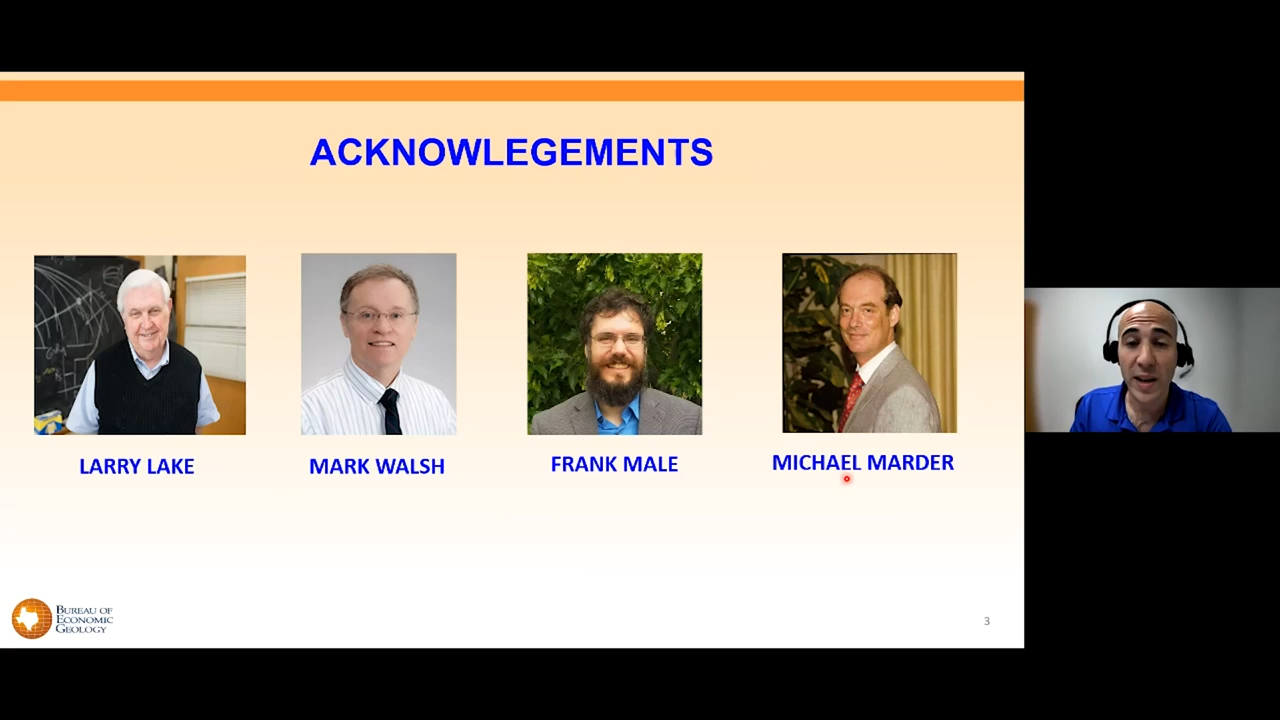 ACKNOWLEGEMENTS
LARRY LAKE
MARK WALSH
FRANK MALE
MICHAEL MARDER
BUREAU OF
ECONOMIC
GEOLOGY
3